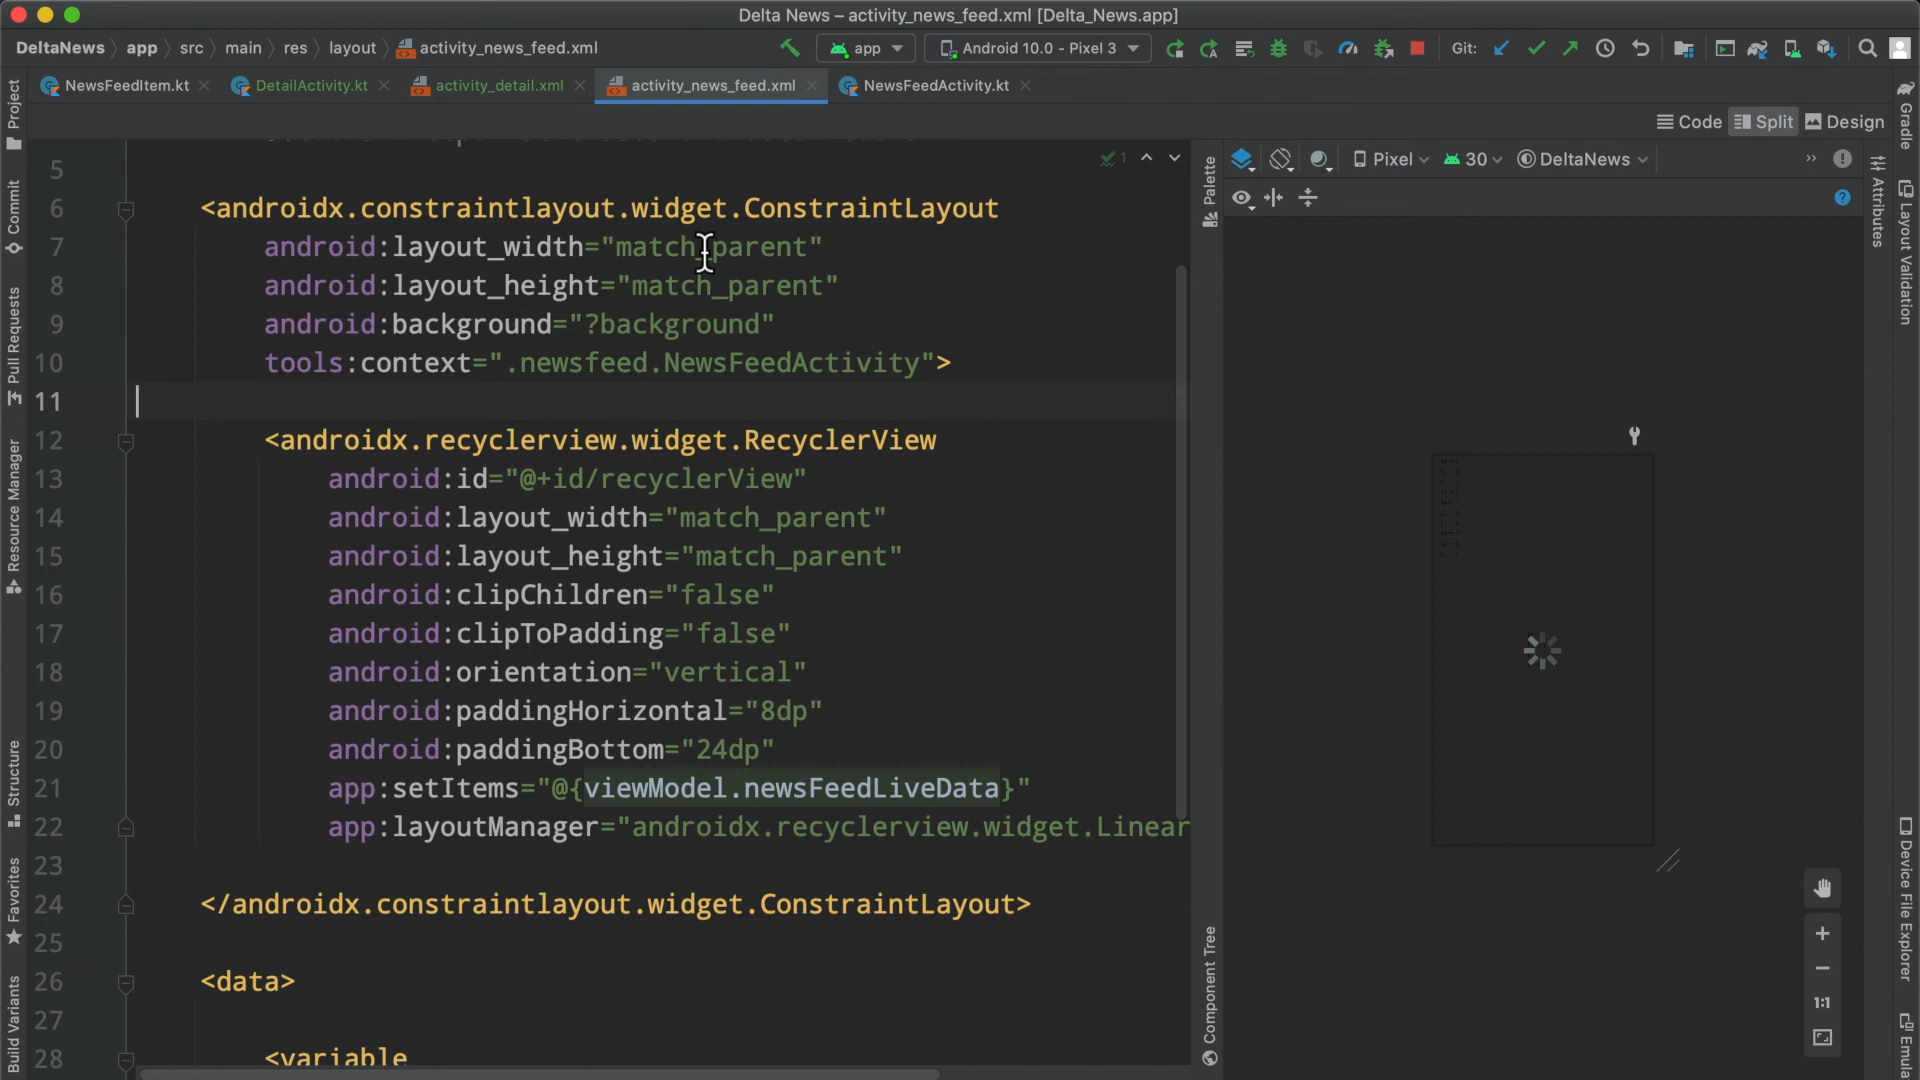 Delta News – activity_news_feed.xml [Delta_News.app]
DeltaNews app src main res layout activity_news_feed.xml
app
Android 10.0 - Pixel 3
Git:
NewsFeedItem.kt
DetailActivity.kt
activity_detail.xml
activity_news_feed.xml
NewsFeedActivity.kt
Code
Split
Design
Pixel
30
DeltaNews
1
5
6 <androidx.constraintlayout.widget.ConstraintLayout
7 android:layout_width="match_parent"
8 android:layout_height="match_parent"
9 android:background="?background"
10 tools:context=".newsfeed.NewsFeedActivity">
11
12 <androidx.recyclerview.widget.RecyclerView
13 android:id="@+id/recyclerView"
14 android:layout_width="match_parent"
15 android:layout_height="match_parent"
16 android:clipChildren="false"
17 android:clipToPadding="false"
18 android:orientation="vertical"
19 android:paddingHorizontal="8dp"
20 android:paddingBottom="24dp"
21 app:setItems="@{viewModel.newsFeedLiveData}"
22 app:layoutManager="androidx.recyclerview.widget.Linear
23
24 </androidx.constraintlayout.widget.ConstraintLayout>
25
26 <data>
27
28 <variable
Project
Commit
Pull Requests
Resource Manager
Structure
Favorites
Build Variants
Palette
Component Tree
1:1
Attributes
Gradle
Layout Validation
Device File Explorer
Emula